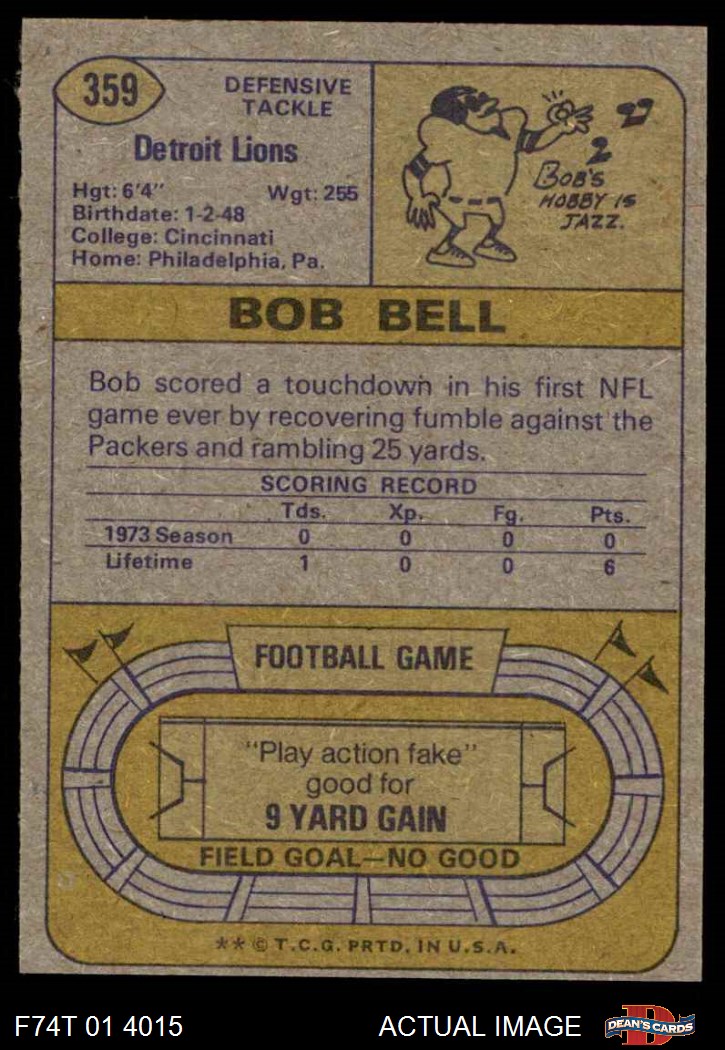 359
DEFENSIVE
TACKLE
Detroit Lions
Hgt: 6'4" Wgt: 255
Birthdate: 1-2-48
College: Cincinnati
Home: Philadelphia, Pa.
BOB'S
HOBBY IS
JAZZ.
BOB BELL
Bob scored a touchdown in his first NFL
game ever by recovering fumble against the
Packers and rambling 25 yards.
SCORING RECORD
Tds. Xp. Fg. Pts.
1973 Season 0 0 0 0
Lifetime 1 0 0 6
FOOTBALL GAME
"Play action fake"
good for
9 YARD GAIN
FIELD GOAL—NO GOOD
** © T.C.G. PRTD. IN U.S.A.
F74T 01 4015 ACTUAL IMAGE
D
DEAN'S CARDS